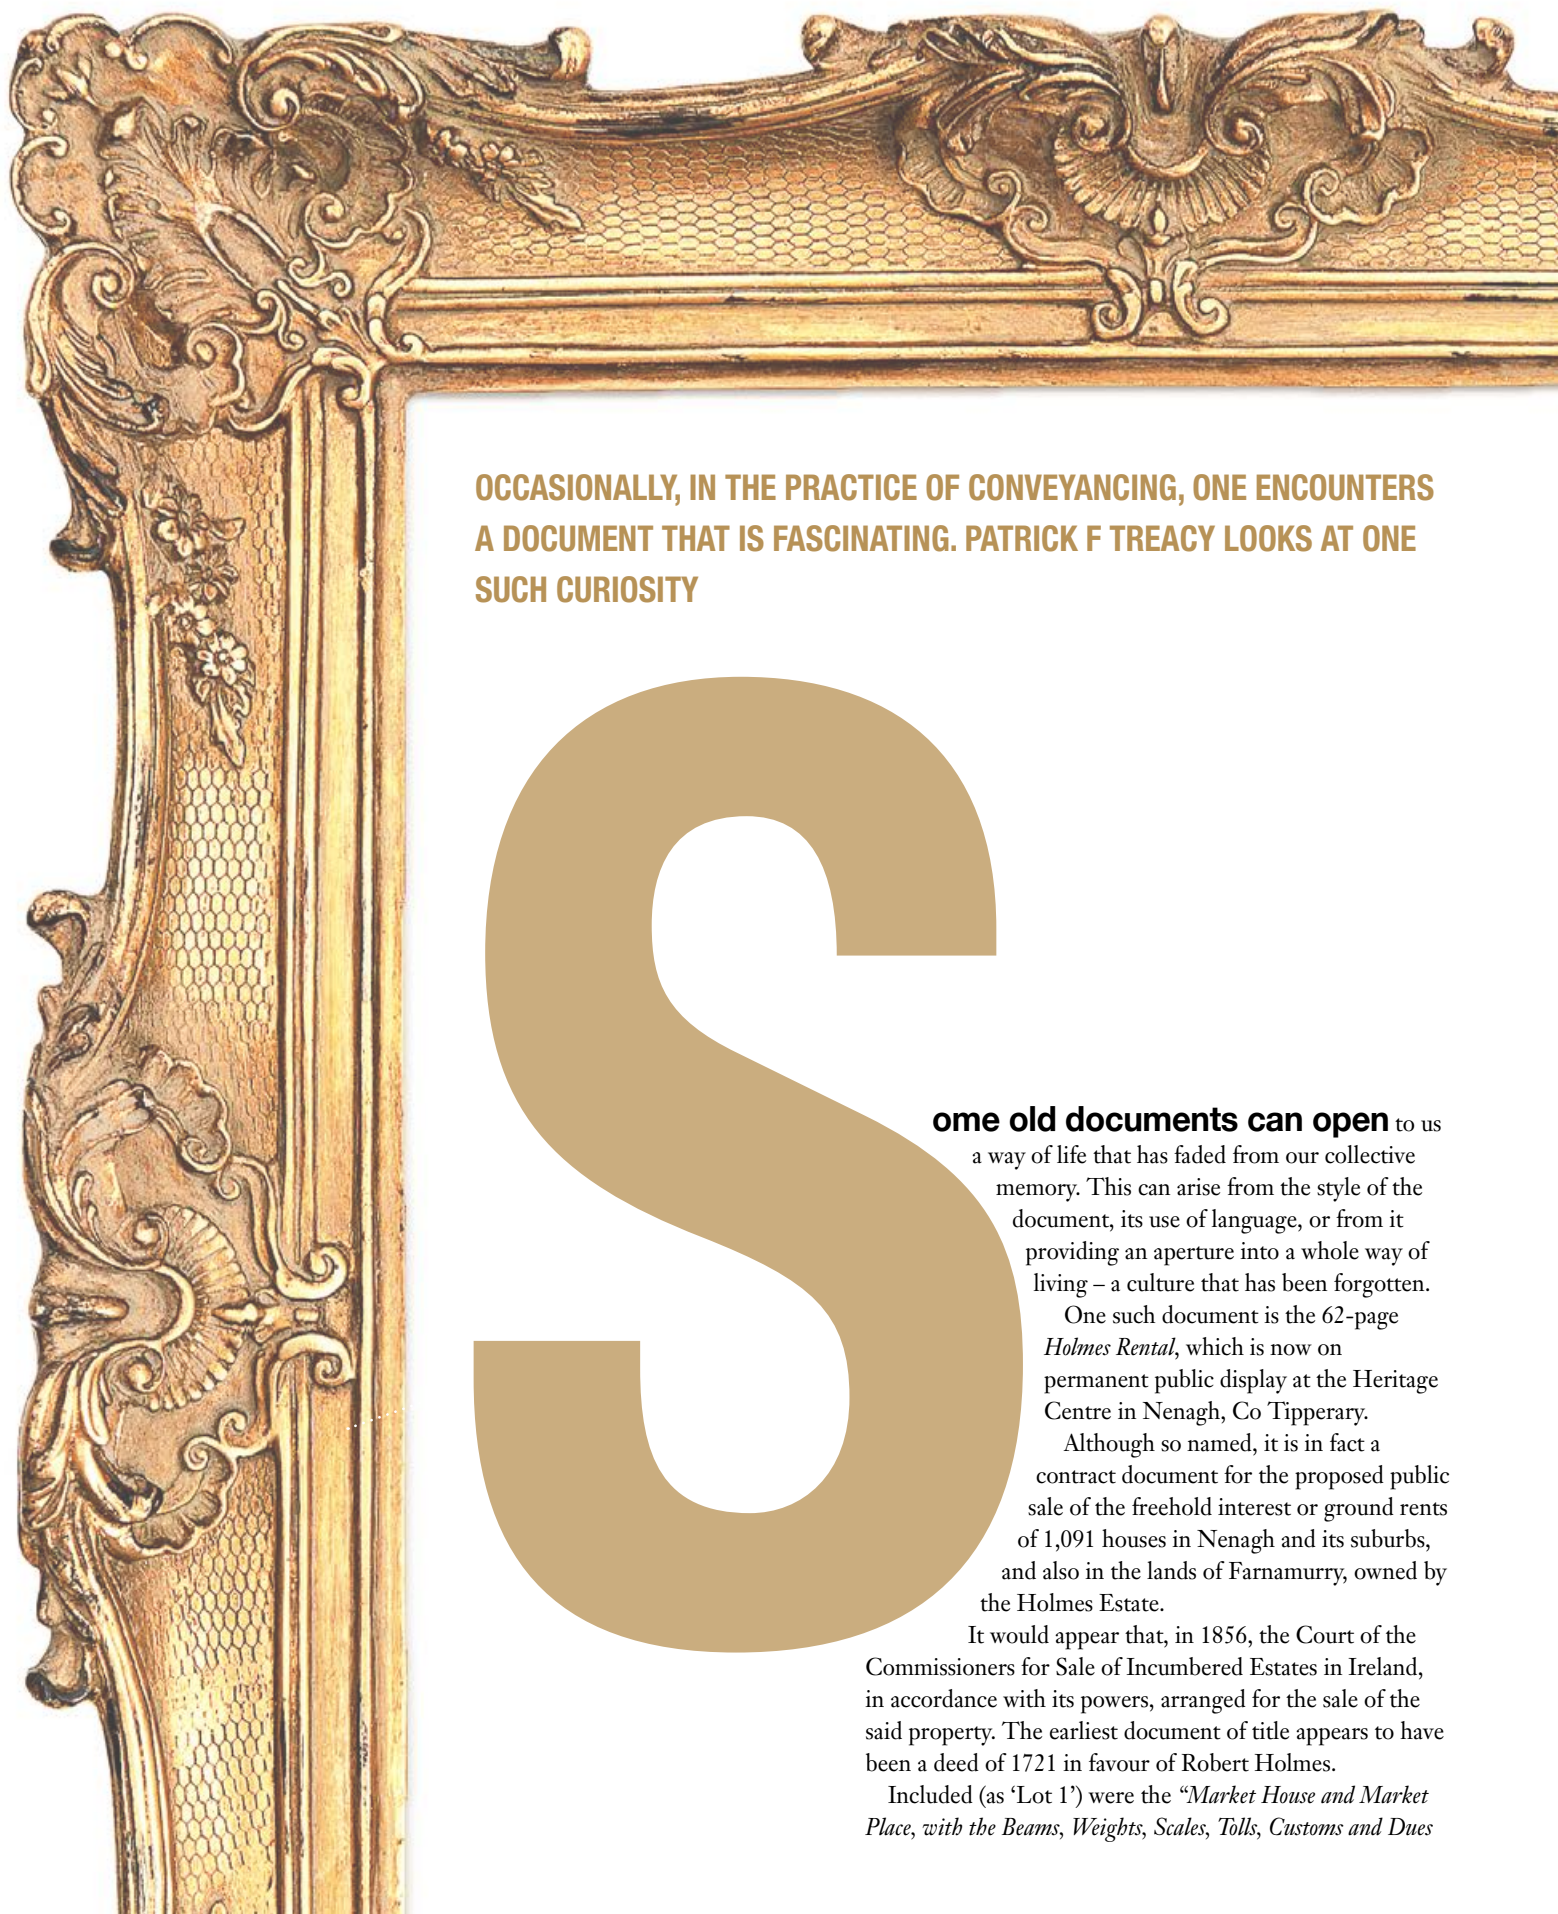 OCCASIONALLY, IN THE PRACTICE OF CONVEYANCING, ONE ENCOUNTERS
A DOCUMENT THAT IS FASCINATING. PATRICK F TREACY LOOKS AT ONE
SUCH CURIOSITY
Some old documents can open to us
a way of life that has faded from our collective
memory. This can arise from the style of the
document, its use of language, or from it
providing an aperture into a whole way of
living – a culture that has been forgotten.
One such document is the 62-page
Holmes Rental, which is now on
permanent public display at the Heritage
Centre in Nenagh, Co Tipperary.
Although so named, it is in fact a
contract document for the proposed public
sale of the freehold interest or ground rents
of 1,091 houses in Nenagh and its suburbs,
and also in the lands of Farnamurry, owned by
the Holmes Estate.
It would appear that, in 1856, the Court of the
Commissioners for Sale of Incumbered Estates in Ireland,
in accordance with its powers, arranged for the sale of the
said property. The earliest document of title appears to have
been a deed of 1721 in favour of Robert Holmes.
Included (as ‘Lot 1’) were the “Market House and Market
Place, with the Beams, Weights, Scales, Tolls, Customs and Dues